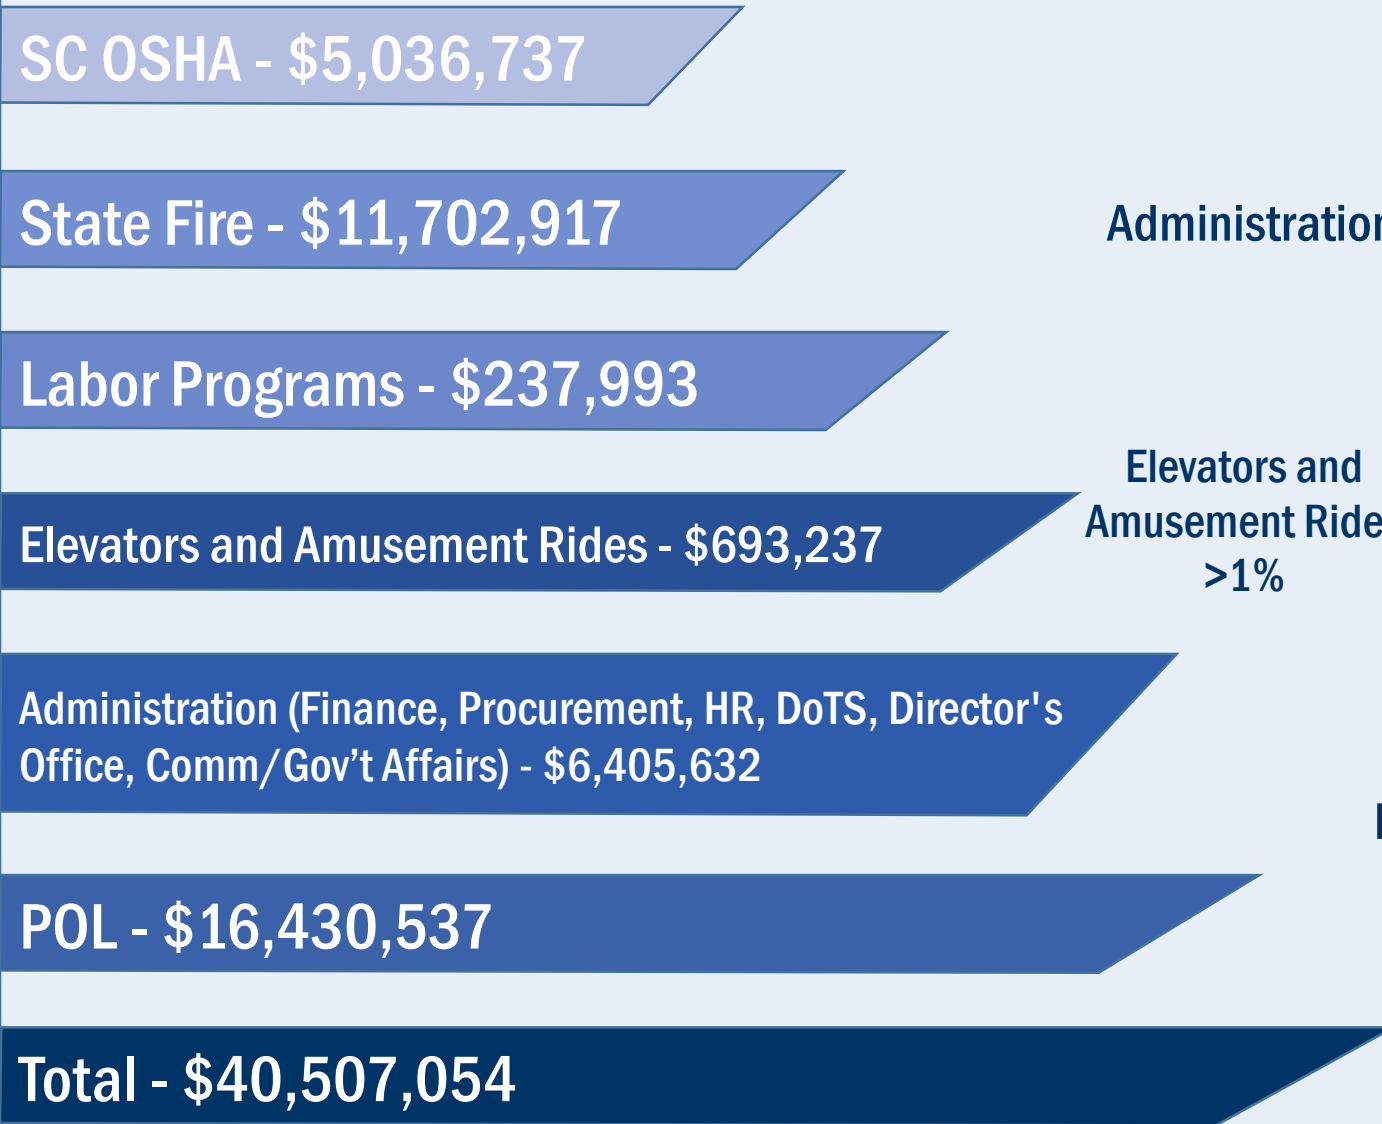 SC OSHA - $5,036,737
State Fire - $11,702,917
Administration
Labor Programs - $237,993
Elevators and
Amusement Ride
>1%
Elevators and Amusement Rides - $693,237
Administration (Finance, Procurement, HR, DoTS, Director's
Office, Comm/Gov’t Affairs) - $6,405,632
POL - $16,430,537
Total - $40,507,054